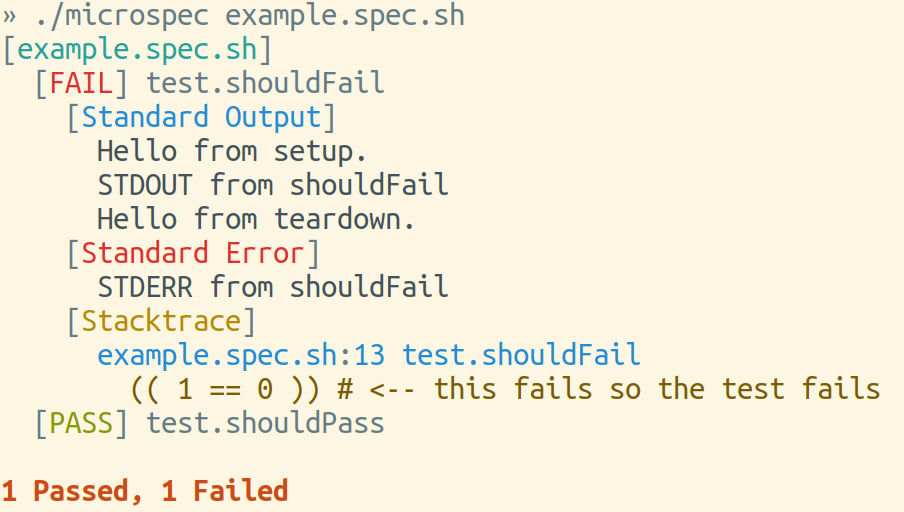 » ./microspec example.spec.sh
[example.spec.sh]
[FAIL] test.shouldFail
[Standard Output]
Hello from setup.
STDOUT from shouldFail
Hello from teardown.
[Standard Error]
STDERR from shouldFail
[Stacktrace]
example.spec.sh:13 test.shouldFail
(( 1 == 0 )) # <-- this fails so the test fails
[PASS] test.shouldPass
1 Passed, 1 Failed